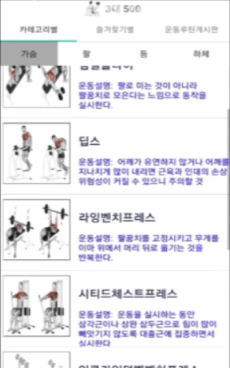 3대 500
카테고리별 즐겨찾기별 운동루틴게시판
가슴 팔 등 하체
운동설명: 팔로 미는 것이 아니라
팔꿈치로 모은다는 느낌으로 동작을
실시한다.
딥스
운동설명: 어깨가 유연하지 않거나 어깨를
지나치게 많이 내리면 근육과 인대의 손상
위험성이 커질 수 있으니 주의할 것
라잉벤치프레스
운동설명: 팔꿈치를 고정시키고 무게를
이마 위에서 머리 뒤로 옮기는 것을
반복한다.
시티드체스트프레스
운동설명: 운동을 실시하는 동안
삼각근이나 상완 삼두근으로 힘이 많이
빼앗기지 않도록 대흉근에 집중하면서
실시한다